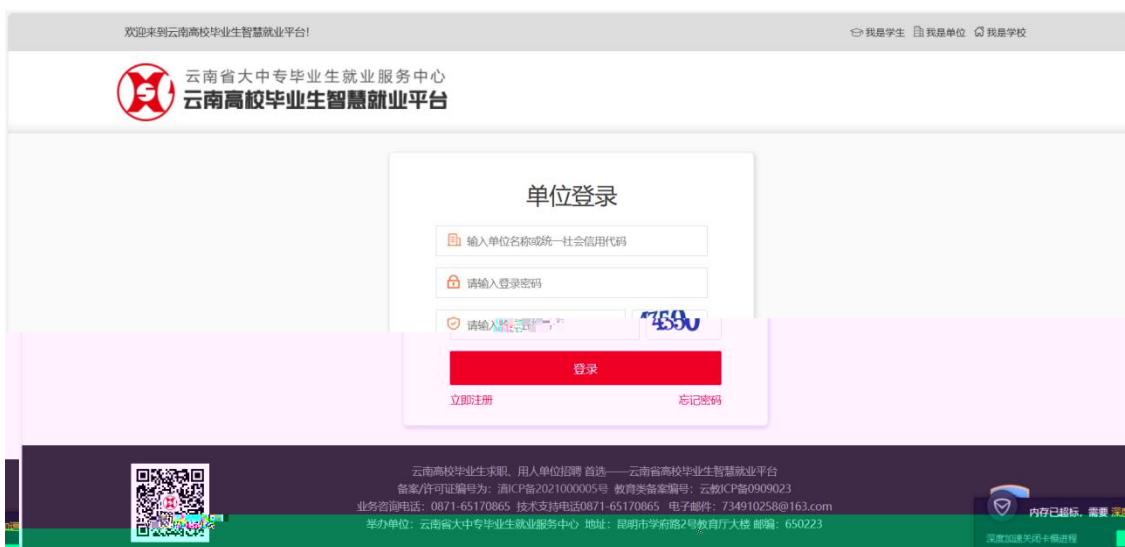 欢迎来到云南高校毕业生智慧就业平台!
我是学生 我是单位 我是学校
云南省大中专毕业生就业服务中心
云南高校毕业生智慧就业平台
单位登录
输入单位名称或统一社会信用代码
请输入登录密码
请输入
登录
立即注册 忘记密码
云南高校毕业生求职、用人单位招聘 首选——云南省高校毕业生智慧就业平台
备案/许可证编号为：滇ICP备2021000005号 教育类备案编号：云教ICP备0909023
业务咨询电话：0871-65170865 技术支持电话0871-65170865 电子邮件：734910258@163.com
举办单位：云南省大中专毕业生就业服务中心 地址：昆明市学府路2号教育厅大楼 邮编：650223
内存已超标，需要
深度加速关闭卡慢进程